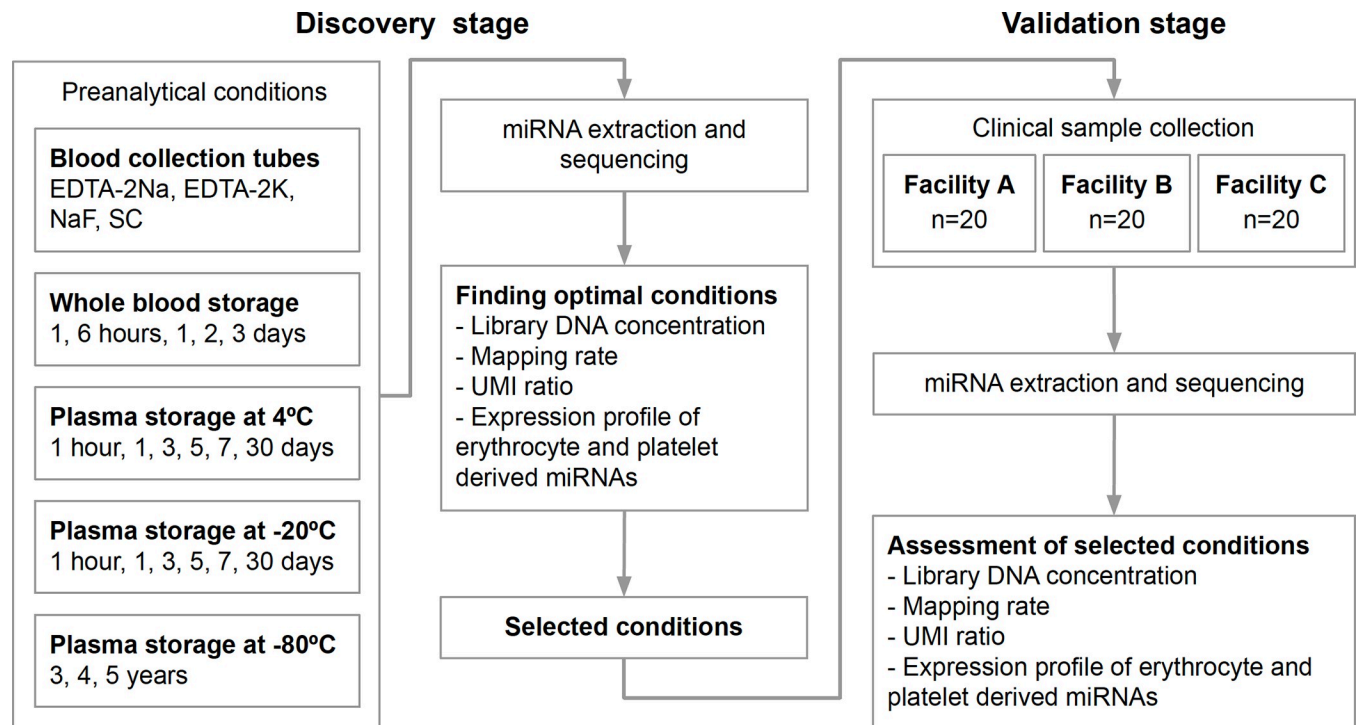 Discovery stage
Preanalytical conditions
Blood collection tubes
EDTA-2Na, EDTA-2K,
NaF, SC
Whole blood storage
1, 6 hours, 1, 2, 3 days
Plasma storage at 4ºC
1 hour, 1, 3, 5, 7, 30 days
Plasma storage at -20ºC
1 hour, 1, 3, 5, 7, 30 days
Plasma storage at -80ºC
3, 4, 5 years
miRNA extraction and
sequencing
Finding optimal conditions
- Library DNA concentration
- Mapping rate
- UMI ratio
- Expression profile of
erythrocyte and platelet
derived miRNAs
Selected conditions
Validation stage
Clinical sample collection
Facility A
n=20
Facility B
n=20
Facility C
n=20
miRNA extraction and sequencing
Assessment of selected conditions
- Library DNA concentration
- Mapping rate
- UMI ratio
- Expression profile of erythrocyte and
platelet derived miRNAs